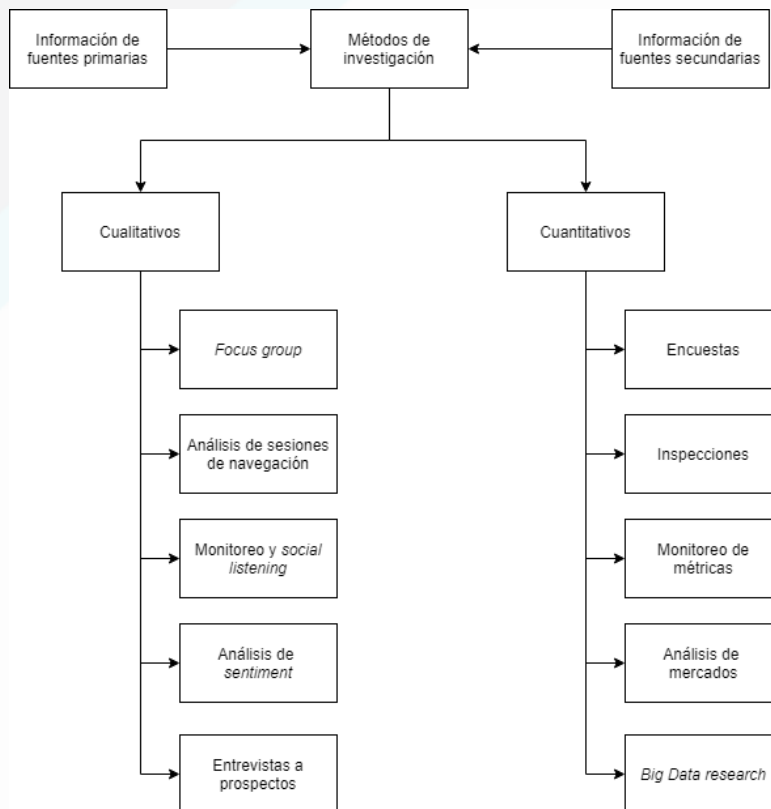 Información de
fuentes primarias
Métodos de
investigación
Información de
fuentes secundarias
Cualitativos
Cuantitativos
Focus group
Encuestas
Análisis de sesiones
de navegación
Inspecciones
Monitoreo y social
listening
Monitoreo de
métricas
Análisis de
sentiment
Análisis de
mercados
Entrevistas a
prospectos
Big Data research